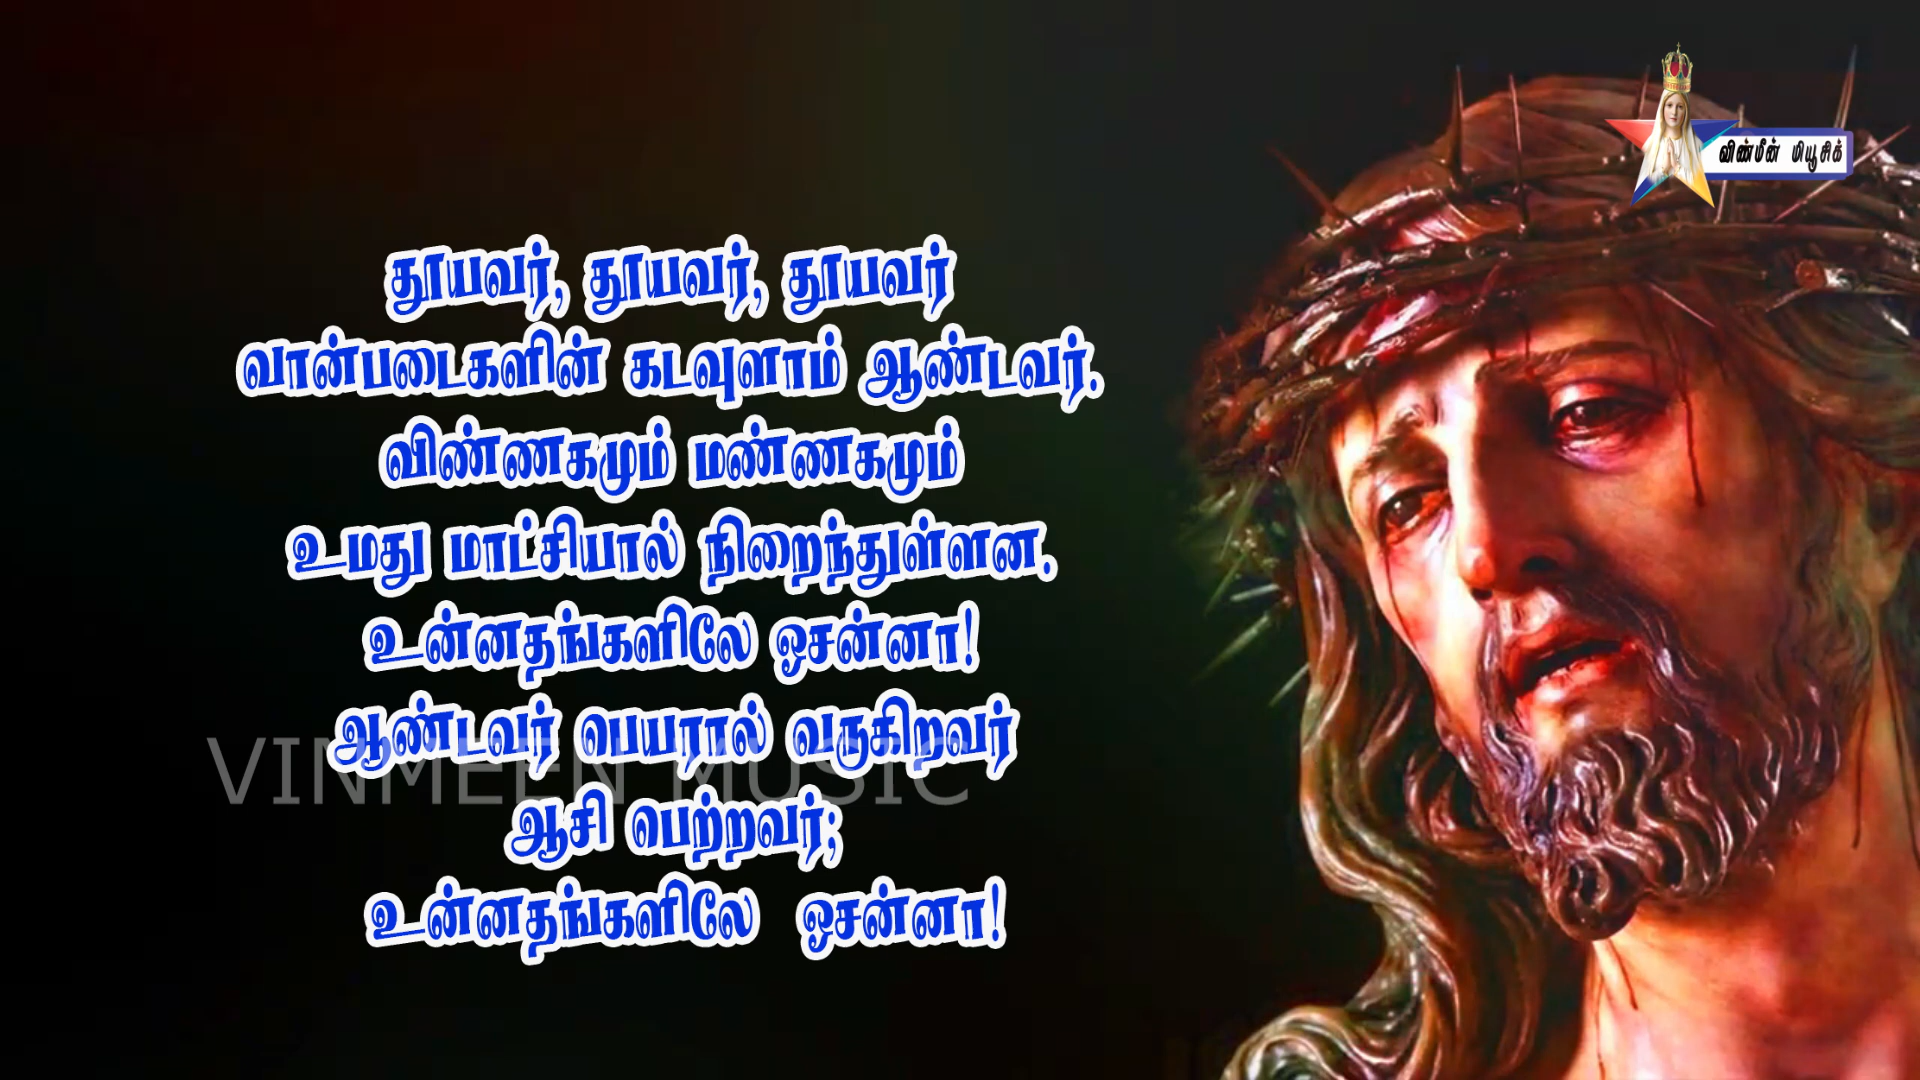 விண்மீன் மியூசிக்
தூயவர், தூயவர், தூயவர்
வான்படைகளின் கடவுளாம் ஆண்டவர்.
விண்ணகமும் மண்ணகமும்
உமது மாட்சியால் நிறைந்துள்ளன.
உன்னதங்களிலே ஓசன்னா!
ஆண்டவர் பெயரால் வருகிறவர்
VINMEEN MUSIC
ஆசி பெற்றவர்;
உன்னதங்களிலே ஓசன்னா!